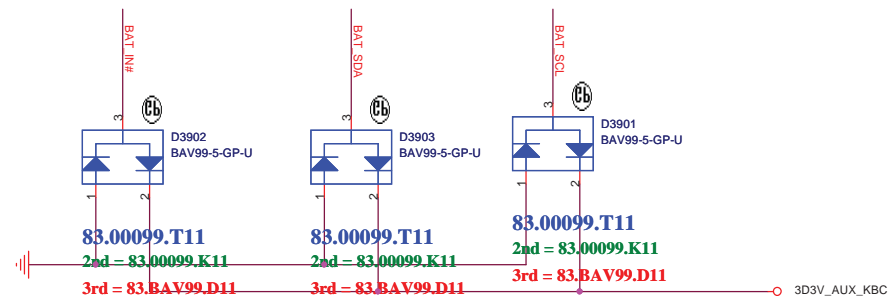 BAT_IN#
BAT_SDA
BAT_SCL
3
D3902
BAV99-5-GP-U
1
2
83.00099.T11
2nd = 83.00099.K11
3rd = 83.BAV99.D11
3
D3903
BAV99-5-GP-U
1
2
83.00099.T11
2nd = 83.00099.K11
3rd = 83.BAV99.D11
3
D3901
BAV99-5-GP-U
1
2
83.00099.T11
2nd = 83.00099.K11
3rd = 83.BAV99.D11
3D3V_AUX_KBC